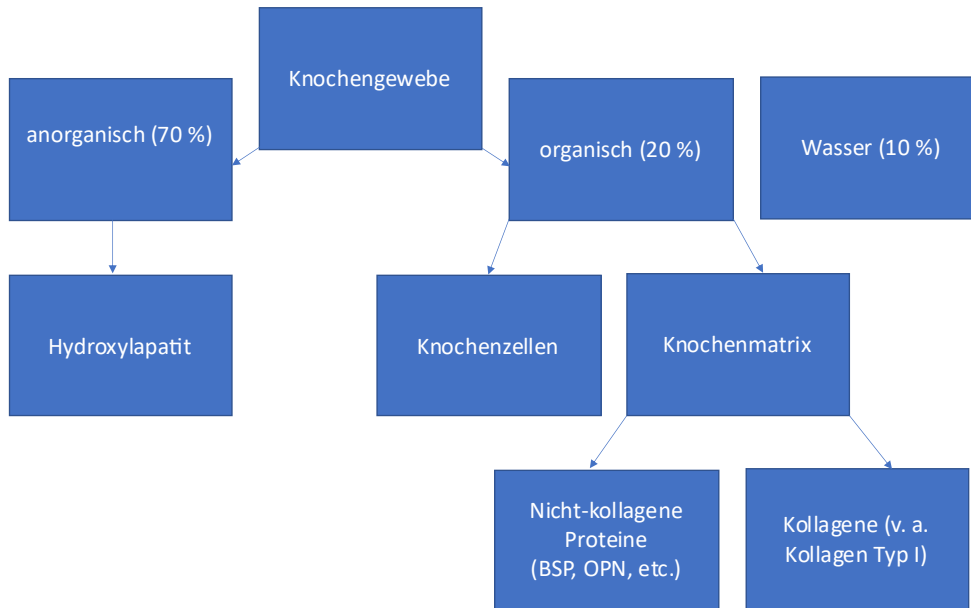 Knochengewebe
anorganisch (70 %)
organisch (20 %)
Wasser (10 %)
Hydroxylapatit
Knochenzellen
Knochenmatrix
Nicht-kollagene
Proteine
(BSP, OPN, etc.)
Kollagene (v. a.
Kollagen Typ I)